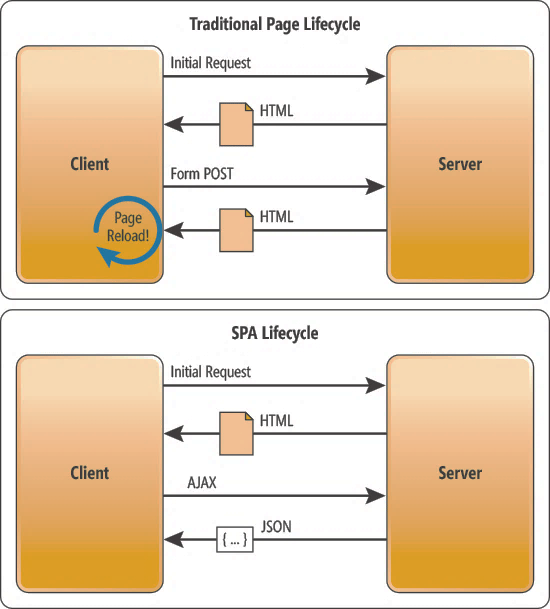 Traditional Page Lifecycle
Initial Request
HTML
Client
Server
Form POST
Page
Reload!
HTML
SPA Lifecycle
Initial Request
HTML
Client
Server
AJAX
JSON
{ ... }